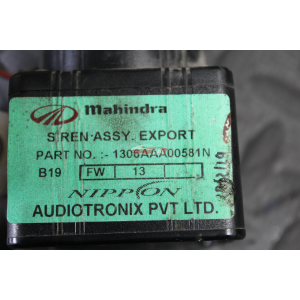 Mahindra
SIREN ASSY. EXPORT
PART NO. :- 1306AAA00581N
B19 FW 13
NIPPON
AUDIOTRONIX PVT LTD.